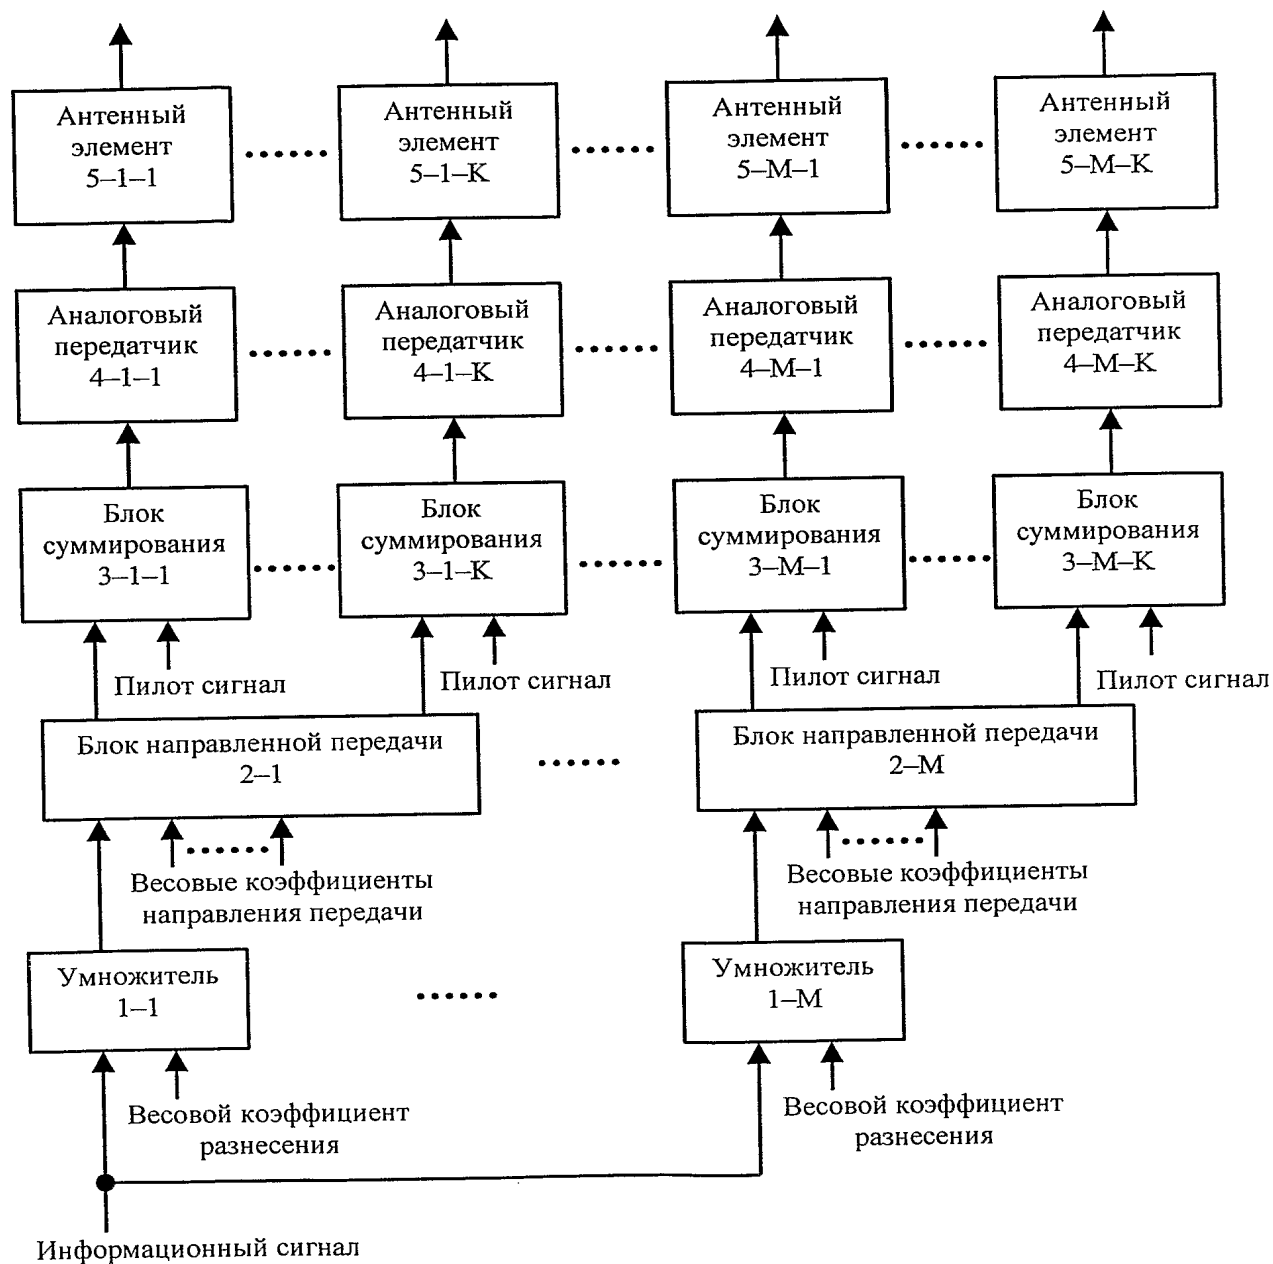 Антенный
элемент
5–1–1
Антенный
элемент
5–1–K
Антенный
элемент
5–M–1
Антенный
элемент
5–M–K
Аналоговый
передатчик
4–1–1
Аналоговый
передатчик
4–1–K
Аналоговый
передатчик
4–M–1
Аналоговый
передатчик
4–M–K
Блок
суммирования
3–1–1
Блок
суммирования
3–1–K
Блок
суммирования
3–M–1
Блок
суммирования
3–M–K
Пилот сигнал
Пилот сигнал
Пилот сигнал
Пилот сигнал
Блок направленной передачи
2–1
Блок направленной передачи
2–M
Весовые коэффициенты
направления передачи
Весовые коэффициенты
направления передачи
Умножитель
1–1
Умножитель
1–M
Весовой коэффициент
разнесения
Весовой коэффициент
разнесения
Информационный сигнал